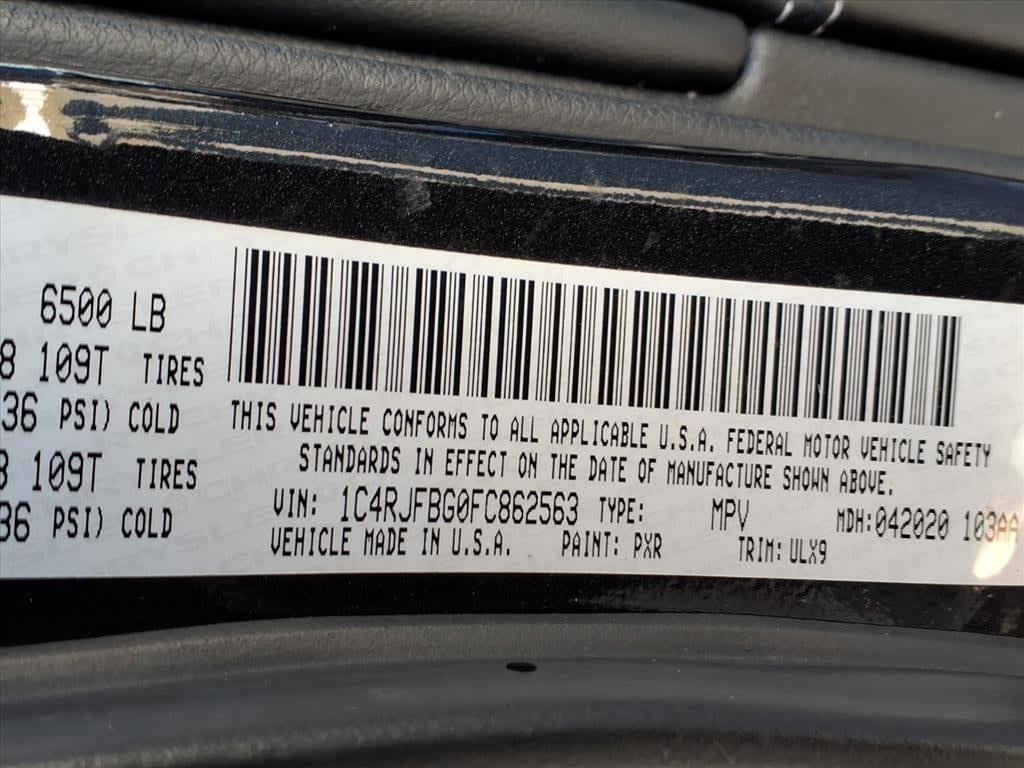 6500 LB
8 109T TIRES
36 PSI) COLD
8 109T TIRES
36 PSI) COLD
THIS VEHICLE CONFORMS TO ALL APPLICABLE U.S.A. FEDERAL MOTOR VEHICLE SAFETY
STANDARDS IN EFFECT ON THE DATE OF MANUFACTURE SHOWN ABOVE.
VIN: 1C4RJFBG0FC862563 TYPE: MPV MDH:042020 103AA
VEHICLE MADE IN U.S.A. PAINT: PXR TRIM: ULX9
CHRYSLER